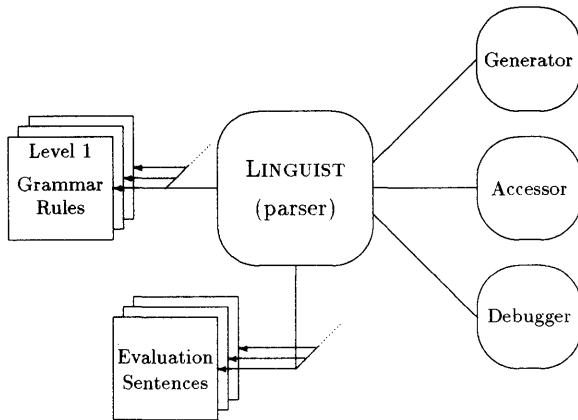 Generator
Level 1
Grammar
Rules
LINGUIST
(parser)
Accessor
Evaluation
Sentences
Debugger